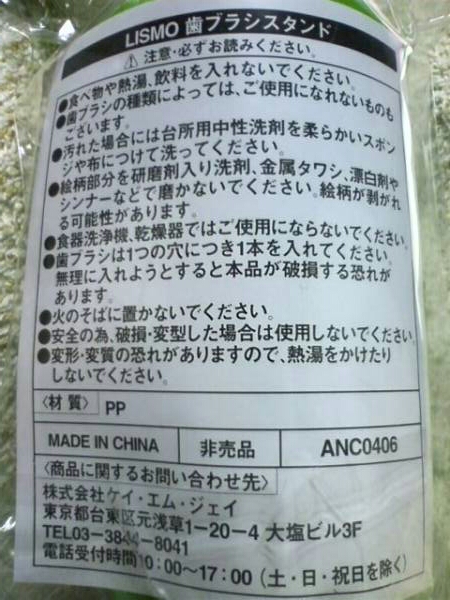 LISMO 歯ブラシスタンド
⚠ 注意・必ずお読みください。
●食べ物や熱湯、飲料を入れないでください。
●歯ブラシの種類によっては、ご使用になれないものも
ございます。
●汚れた場合には台所用中性洗剤を柔らかいスポン
ジや布につけて洗ってください。
●絵柄部分を研磨剤入り洗剤、金属タワシ、漂白剤や
シンナーなどで磨かないでください。絵柄が剥がれ
る可能性があります。
●食器洗浄機、乾燥器ではご使用にならないでください。
●歯ブラシは1つの穴につき1本を入れてください。
無理に入れようとすると本品が破損する恐れが
あります。
●火のそばに置かないでください。
●安全の為、破損・変型した場合は使用しないでください。
●変形・変質の恐れがありますので、熱湯をかけたり
しないでください。
〈材質〉 PP
MADE IN CHINA 非売品 ANC0406
〈商品に関するお問い合わせ先〉
株式会社ケイ・エム・ジェイ
東京都台東区元浅草1-20-4 大塩ビル3F
TEL03-3844-8041
電話受付時間10:00～17:00（土・日・祝日を除く）